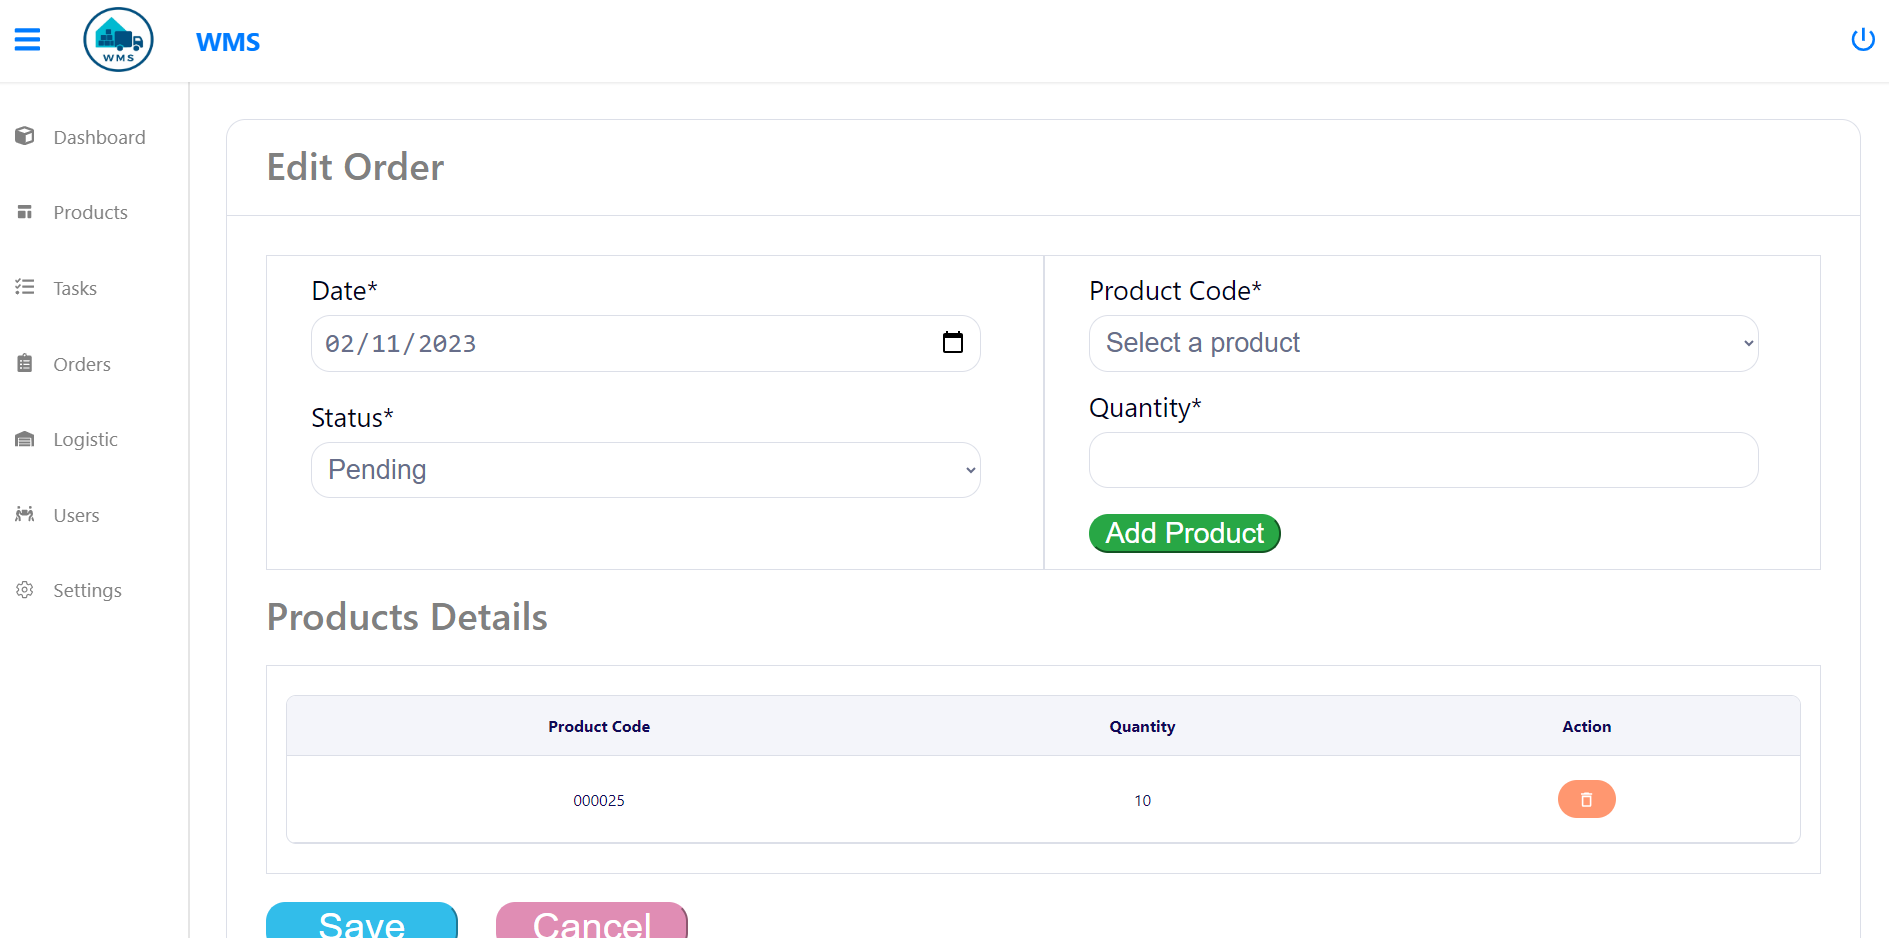 WMS
WMS
Dashboard
Products
Tasks
Orders
Logistic
Users
Settings
Edit Order
Date*
02/11/2023
Status*
Pending
Product Code*
Select a product
Quantity*
Add Product
Products Details
Product Code Quantity Action
000025 10
Save Cancel